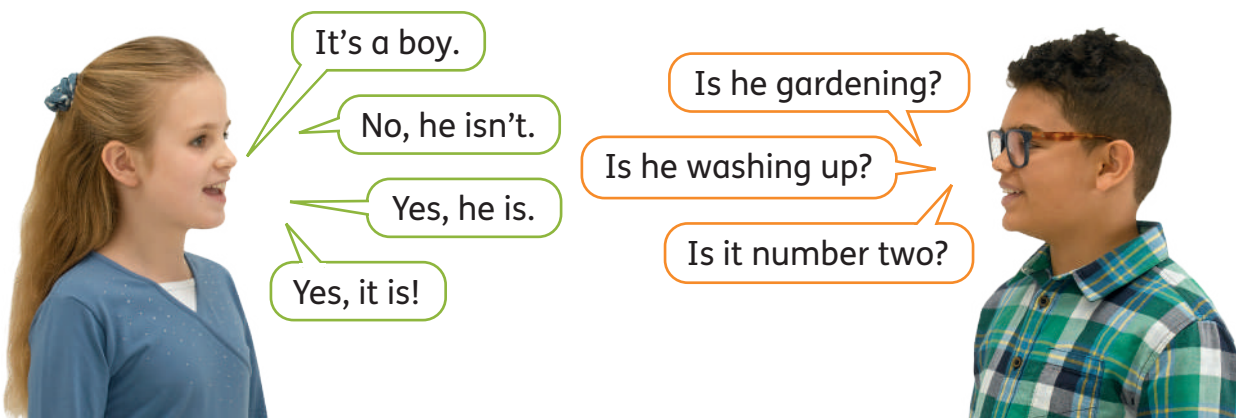 It's a boy.
Is he gardening?
No, he isn't.
Is he washing up?
Yes, he is.
Is it number two?
Yes, it is!